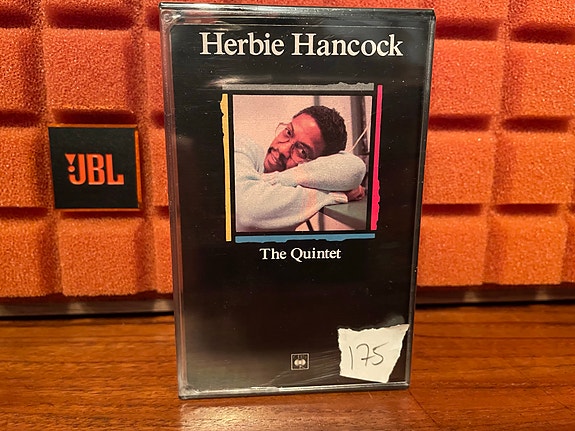 Herbie Hancock
JBL
The Quintet
175